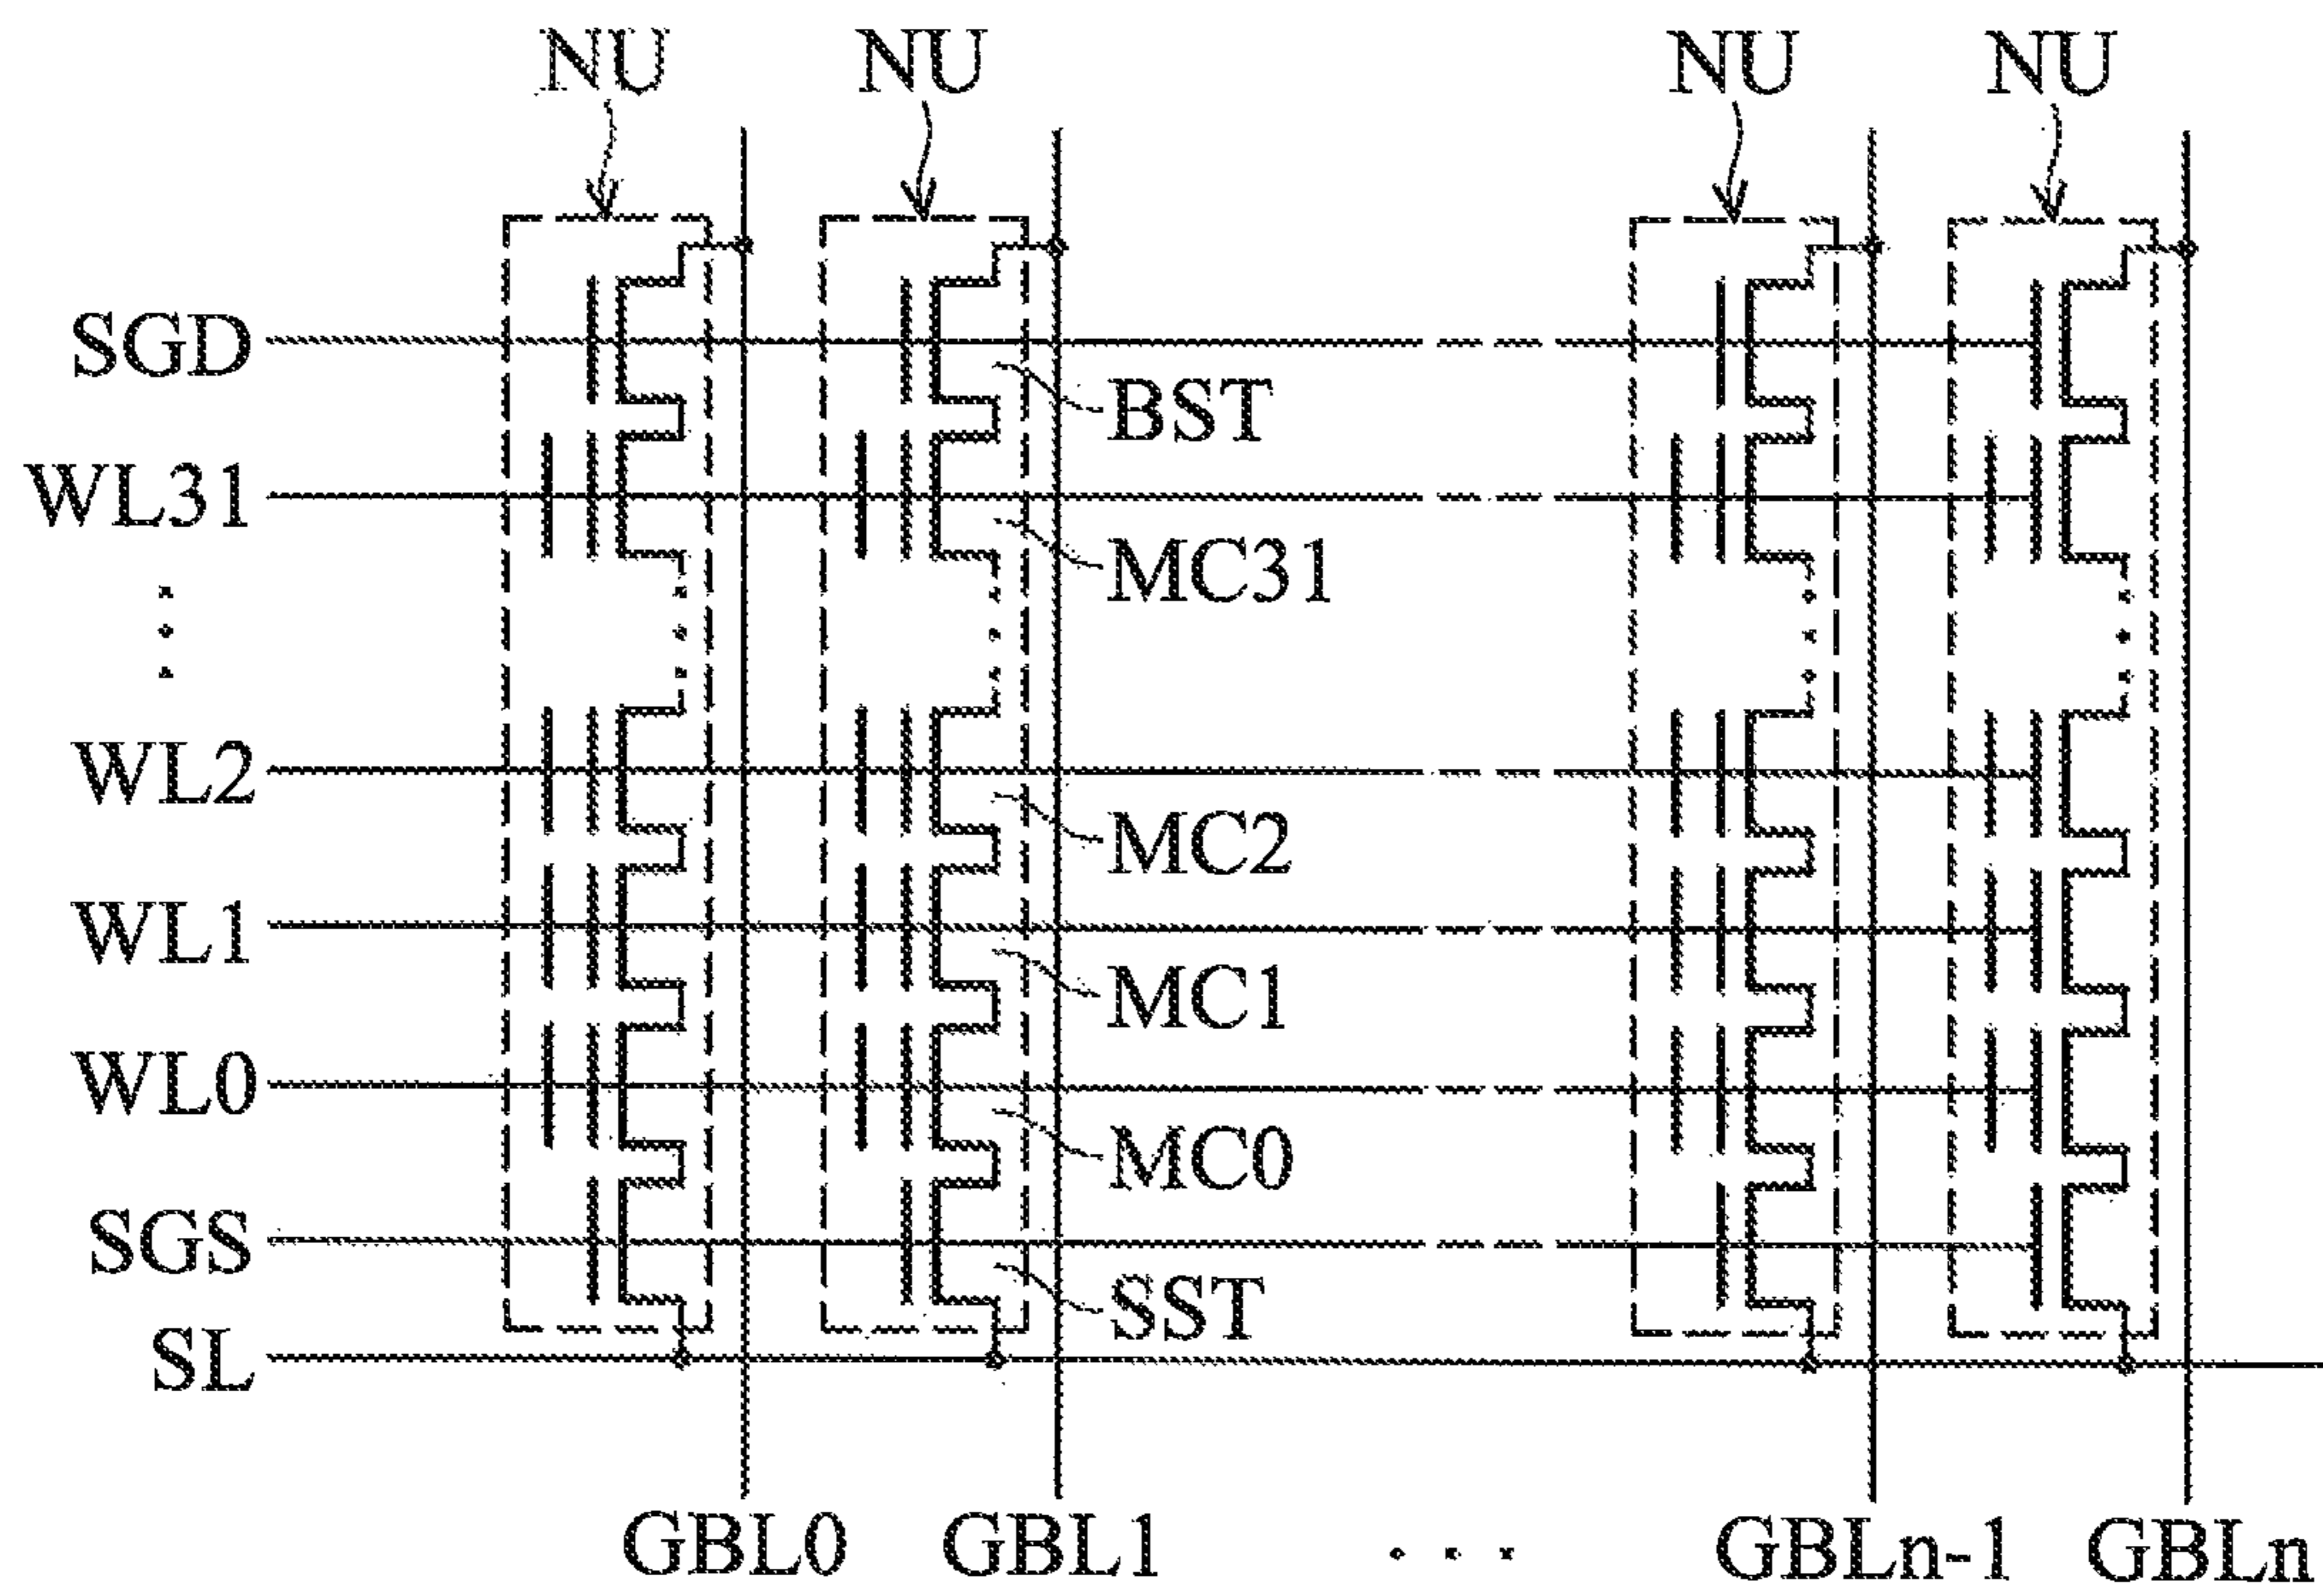 NU NU NU NU
SGD
BST
WL31
MC31
WL2
MC2
WL1
MC1
WL0
MC0
SGS
SST
SL
GBL0 GBL1 . . . GBLn-1 GBLn